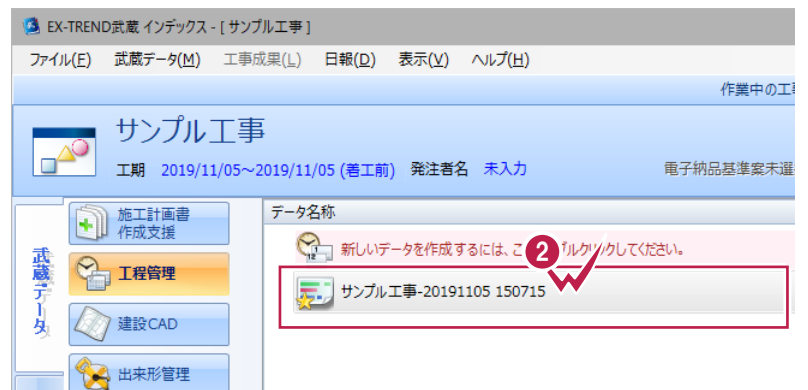 EX-TREND武蔵 インデックス - [ サンプル工事 ]
ファイル(F) 武蔵データ(M) 工事成果(L) 日報(D) 表示(V) ヘルプ(H)
作業中の工
サンプル工事
工期 2019/11/05～2019/11/05 (着工前) 発注者名 未入力 電子納品基準案未選
武蔵データ
施工計画書
作成支援
工程管理
建設CAD
出来形管理
データ名称
新しいデータを作成するには、こ ブルクリックしてください。
2
サンプル工事-20191105 150715